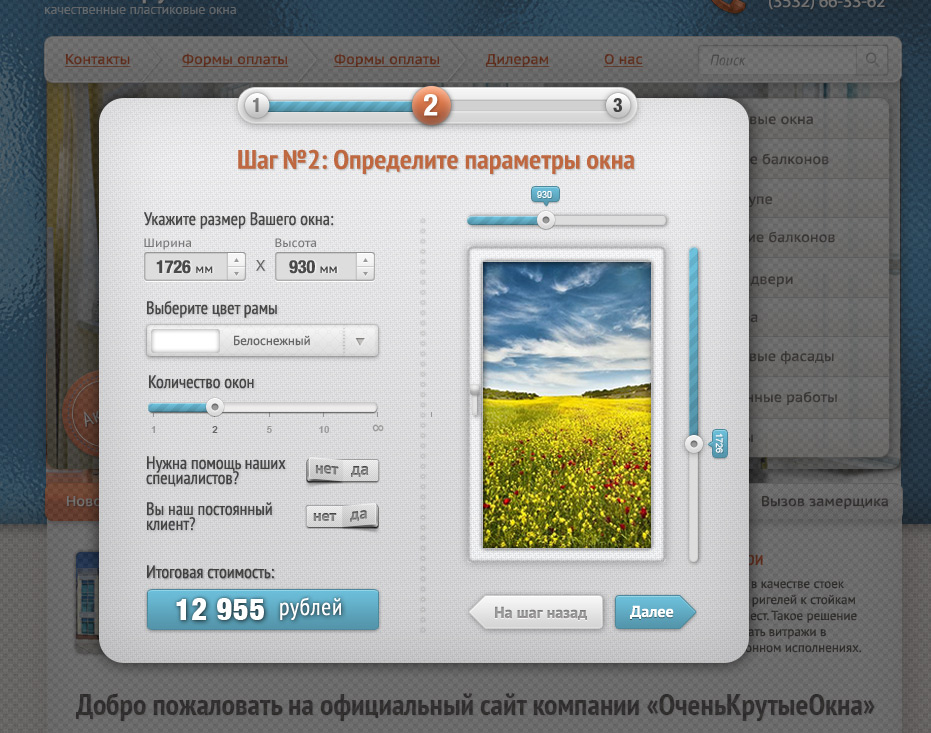 качественные пластиковые окна
(3532) 66-33-62
Контакты
Формы оплаты
Формы оплаты
Дилерам
О нас
Поиск
1
2
3
Шаг №2: Определите параметры окна
Укажите размер Вашего окна:
Ширина
Высота
1726 мм
X
930 мм
Выберите цвет рамы
Белоснежный
Количество окон
1
2
5
10
∞
Нужна помощь наших
специалистов?
нет да
Вы наш постоянный
клиент?
нет да
Итоговая стоимость:
12 955 рублей
930
1726
На шаг назад
Далее
вые окна
е балконов
упе
ие балконов
двери
а
вые фасады
нные работы
Ново
Вызов замерщика
в качестве стоек
ригелей к стойкам
ест. Такое решение
ать витражи в
онном исполнениях.
Добро пожаловать на официальный сайт компании «ОченьКрутыеОкна»